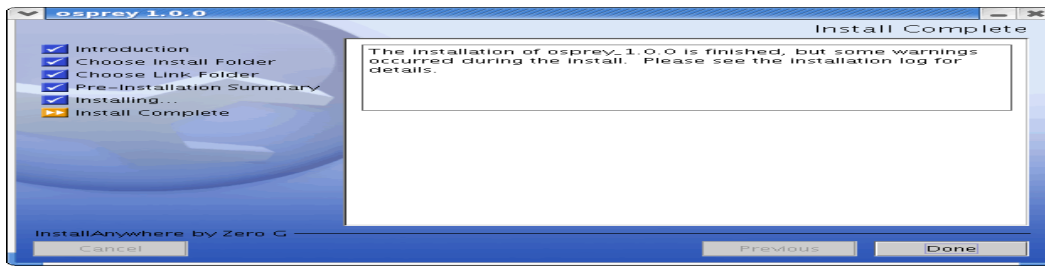 osprey 1.0.0
Install Complete
Introduction
Choose Install Folder
Choose Link Folder
Pre-Installation Summary
Installing...
Install Complete
The installation of osprey_1.0.0 is finished, but some warnings
occurred during the install.  Please see the installation log for
details.
InstallAnywhere by Zero G
Cancel
Previous
Done